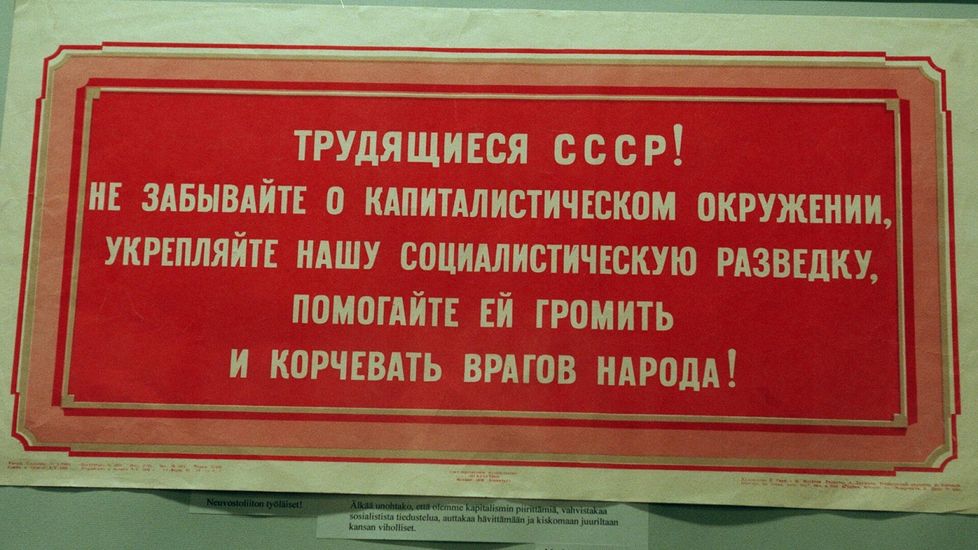 ТРУДЯЩИЕСЯ СССР!
НЕ ЗАБЫВАЙТЕ О КАПИТАЛИСТИЧЕСКОМ ОКРУЖЕНИИ,
УКРЕПЛЯЙТЕ НАШУ СОЦИАЛИСТИЧЕСКУЮ РАЗВЕДКУ,
ПОМОГАЙТЕ ЕЙ ГРОМИТЬ
И КОРЧЕВАТЬ ВРАГОВ НАРОДА!
Neuvostoliiton työläiset!
Älkää unohtako, että olemme kapitalismin piirittämiä, vahvistakaa
sosialistista tiedustelua, auttakaa hävittämään ja kiskomaan juuriltaan
kansan viholliset.